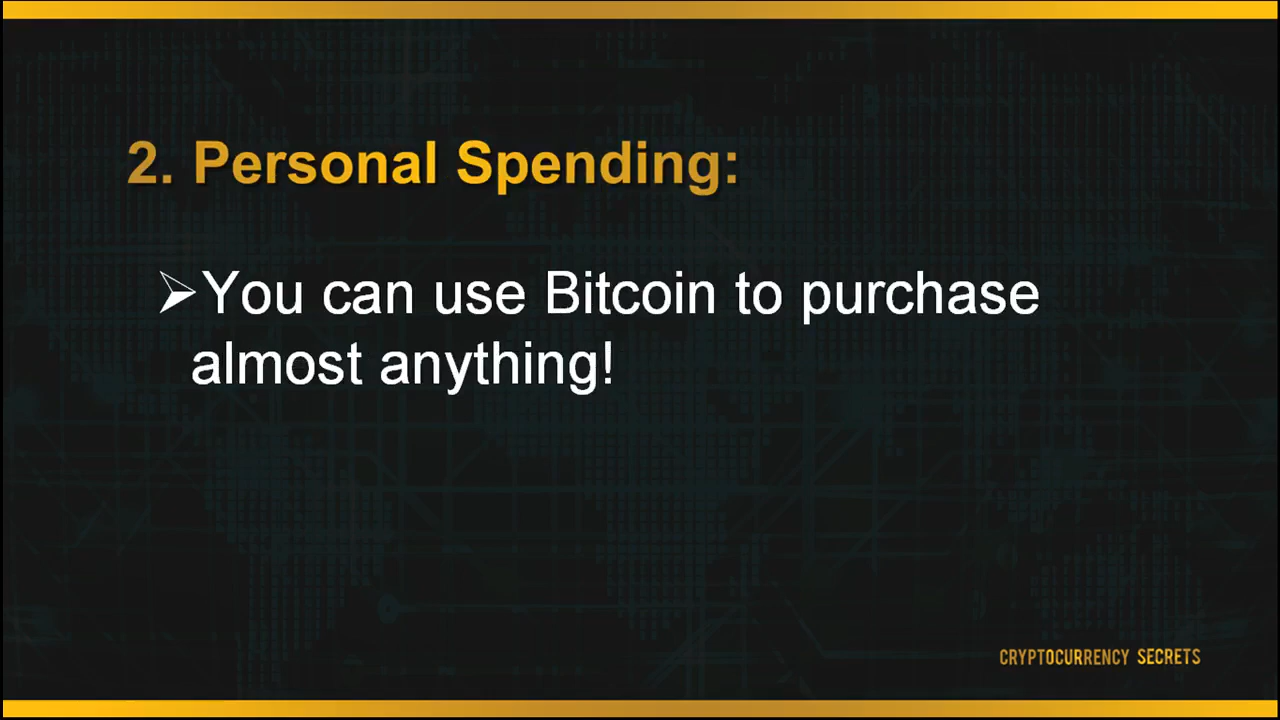 2. Personal Spending:
➢You can use Bitcoin to purchase
almost anything!
CRYPTOCURRENCY SECRETS